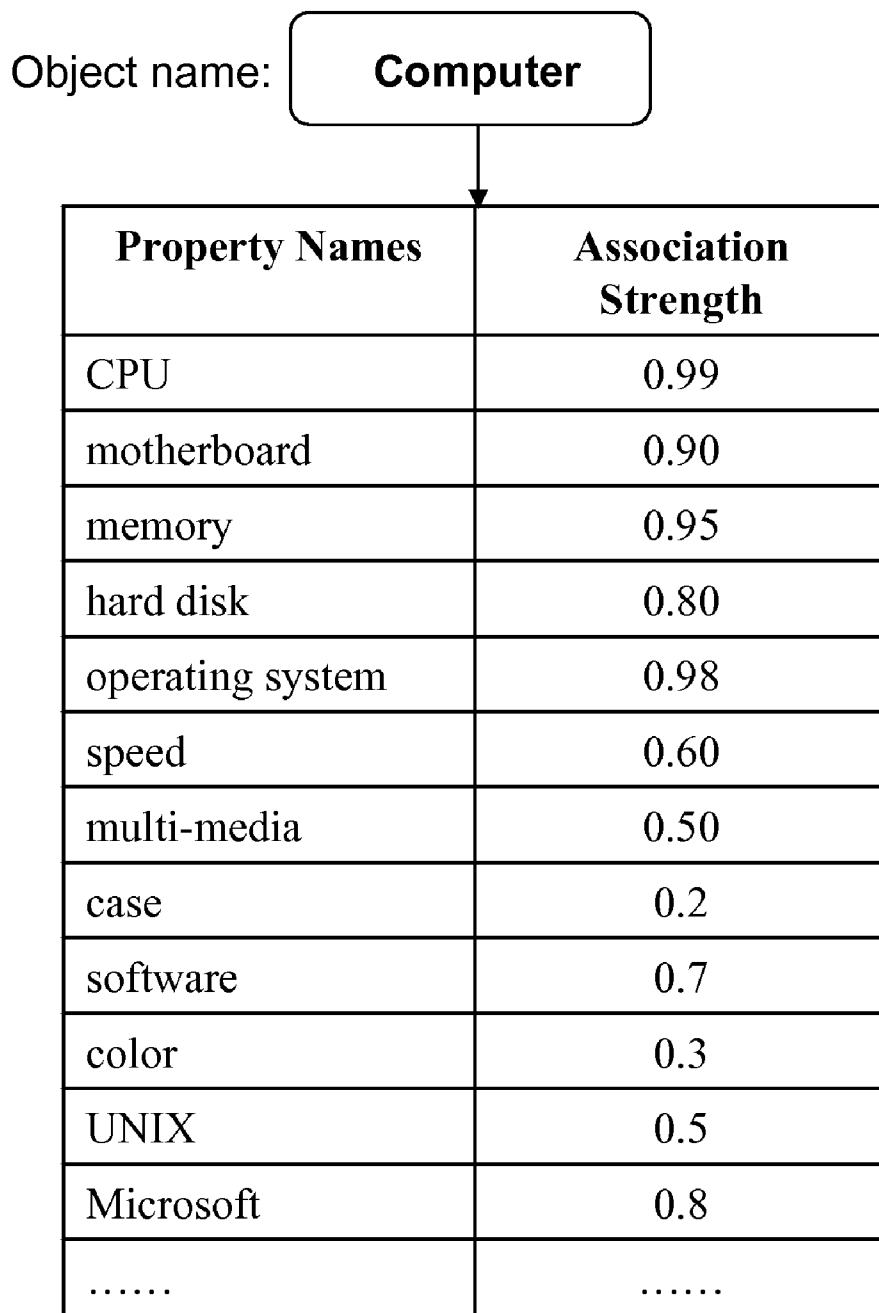 Object name: Computer
Property Names Association Strength
CPU 0.99
motherboard 0.90
memory 0.95
hard disk 0.80
operating system 0.98
speed 0.60
multi-media 0.50
case 0.2
software 0.7
color 0.3
UNIX 0.5
Microsoft 0.8
…… ……